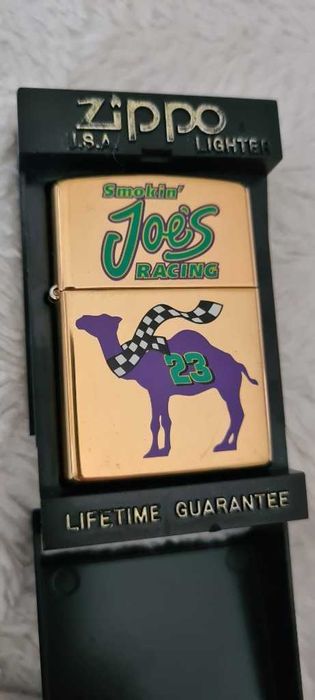 Zippo
U.S.A. LIGHTER
Smokin'
Joe's
RACING
23
LIFETIME GUARANTEE